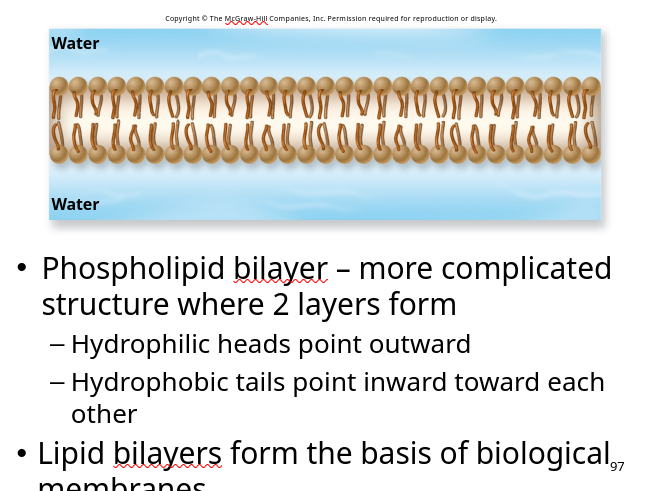 Copyright © The McGraw-Hill Companies, Inc. Permission required for reproduction or display.
Water
Water
• Phospholipid bilayer – more complicated
structure where 2 layers form
– Hydrophilic heads point outward
– Hydrophobic tails point inward toward each
other
• Lipid bilayers form the basis of biological
membranes
97